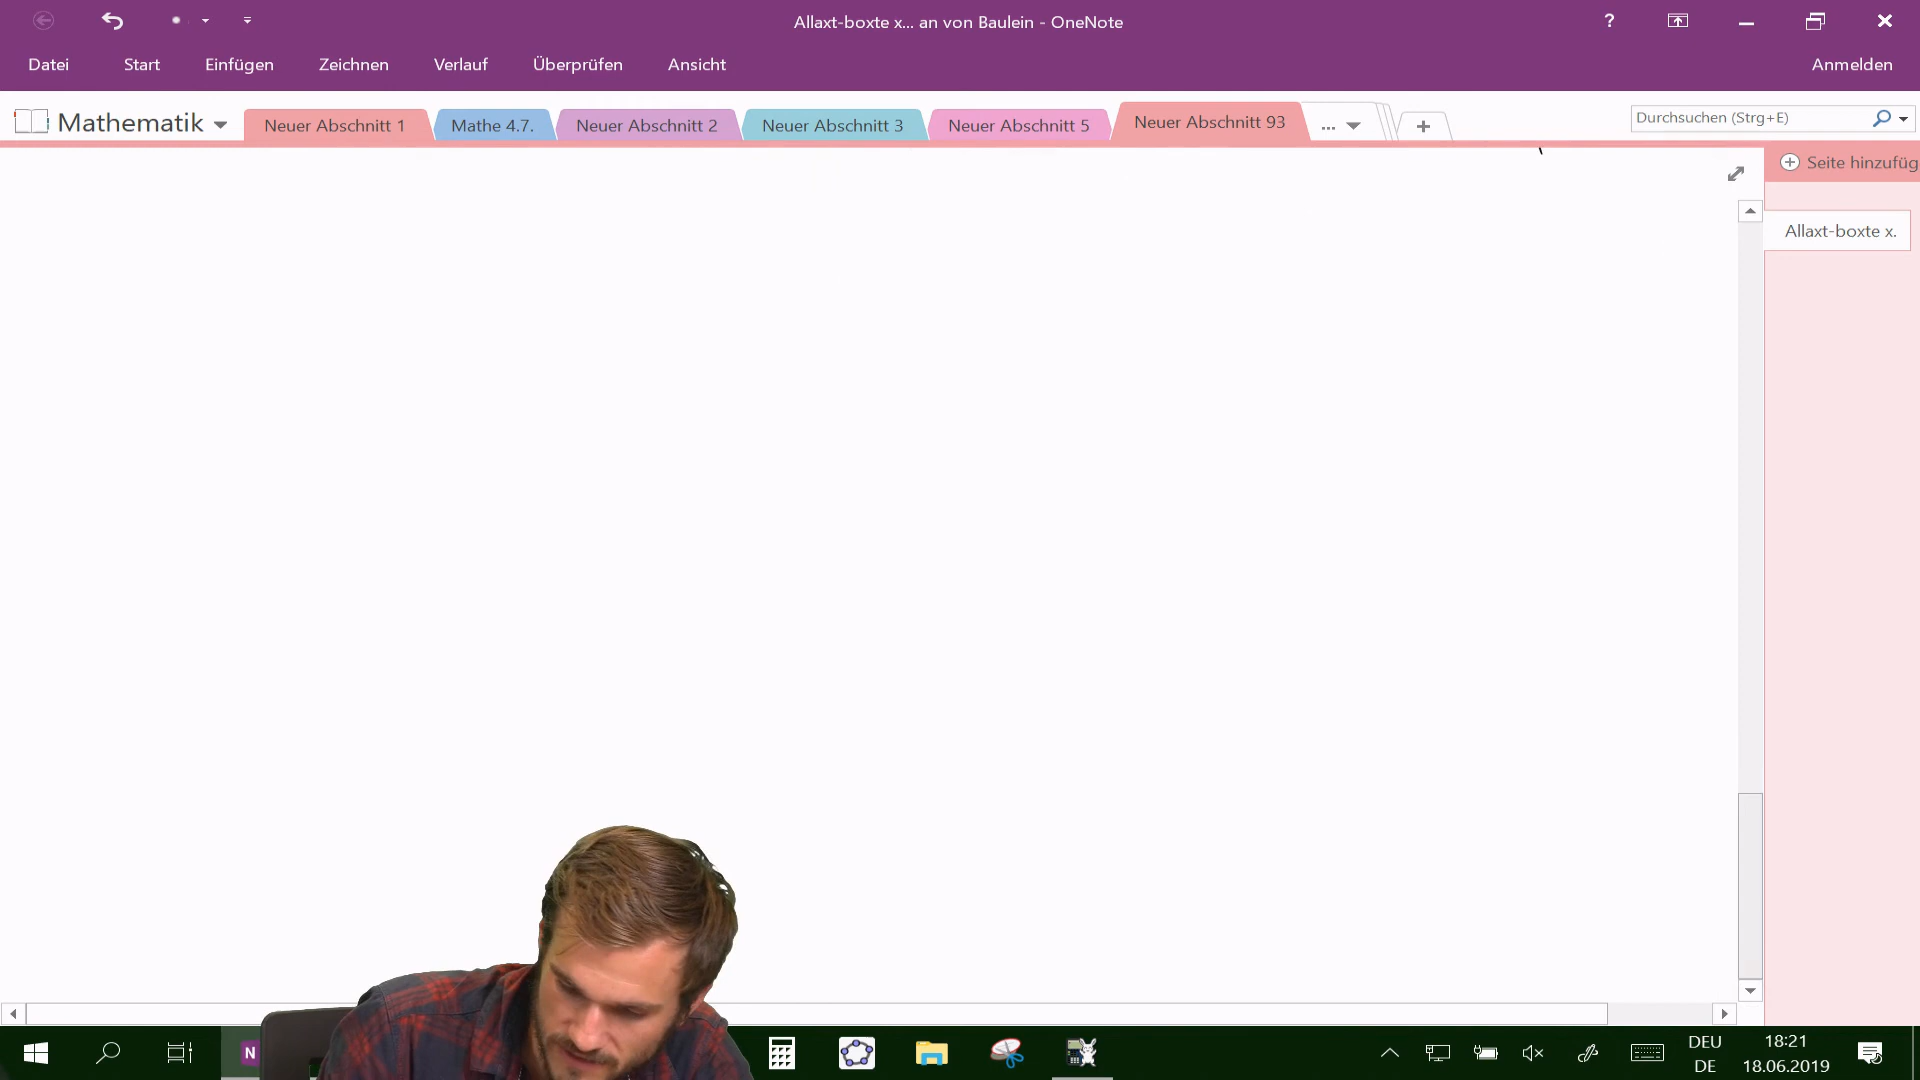 Allaxt-boxte x... an von Baulein - OneNote
?
Datei Start Einfügen Zeichnen Verlauf Überprüfen Ansicht Anmelden
Mathematik Neuer Abschnitt 1 Mathe 4.7. Neuer Abschnitt 2 Neuer Abschnitt 3 Neuer Abschnitt 5 Neuer Abschnitt 93 ... Durchsuchen (Strg+E)
Seite hinzufüg
Allaxt-boxte x.
N
DEU 18:21
DE 18.06.2019